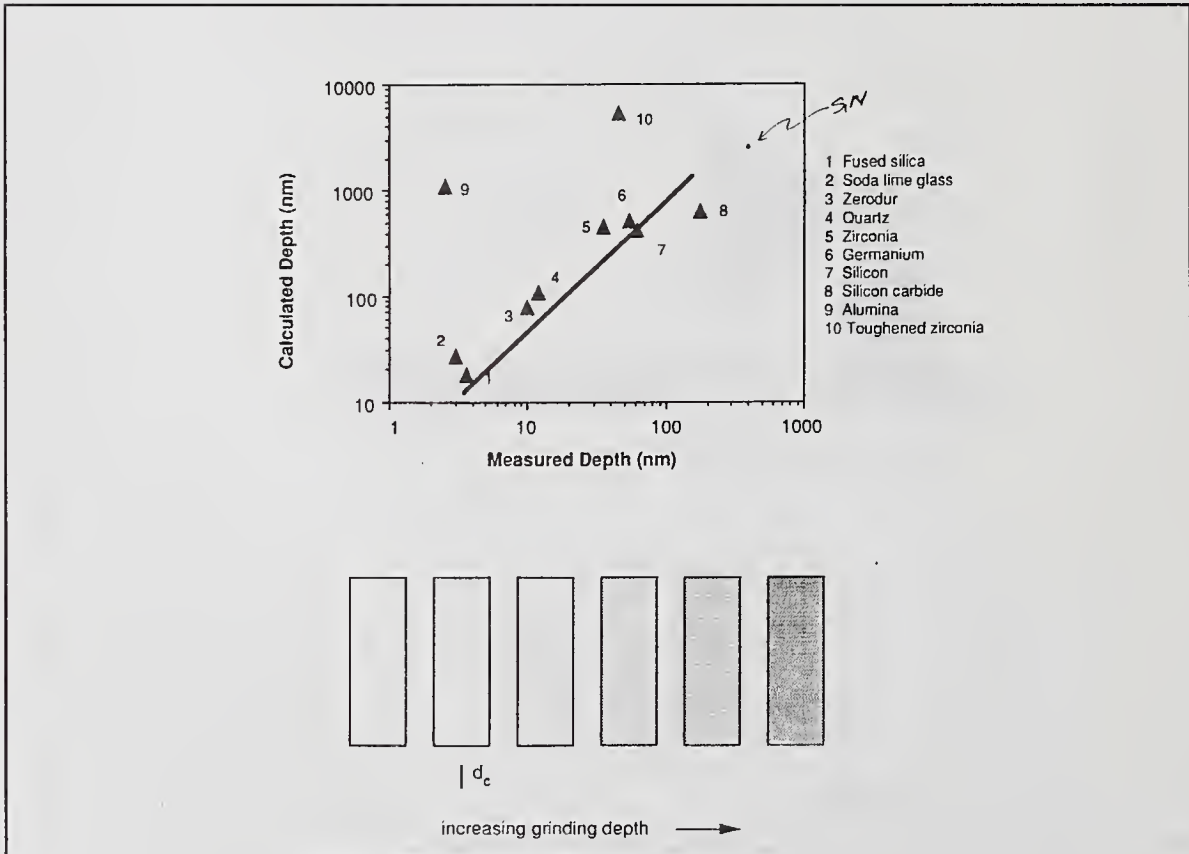 10000
1000
100
10
Calculated Depth (nm)
1
10
100
1000
Measured Depth (nm)
10
9
6
5
7
8
4
3
2
1
SiN
1 Fused silica
2 Soda lime glass
3 Zerodur
4 Quartz
5 Zirconia
6 Germanium
7 Silicon
8 Silicon carbide
9 Alumina
10 Toughened zirconia
d_c
increasing grinding depth